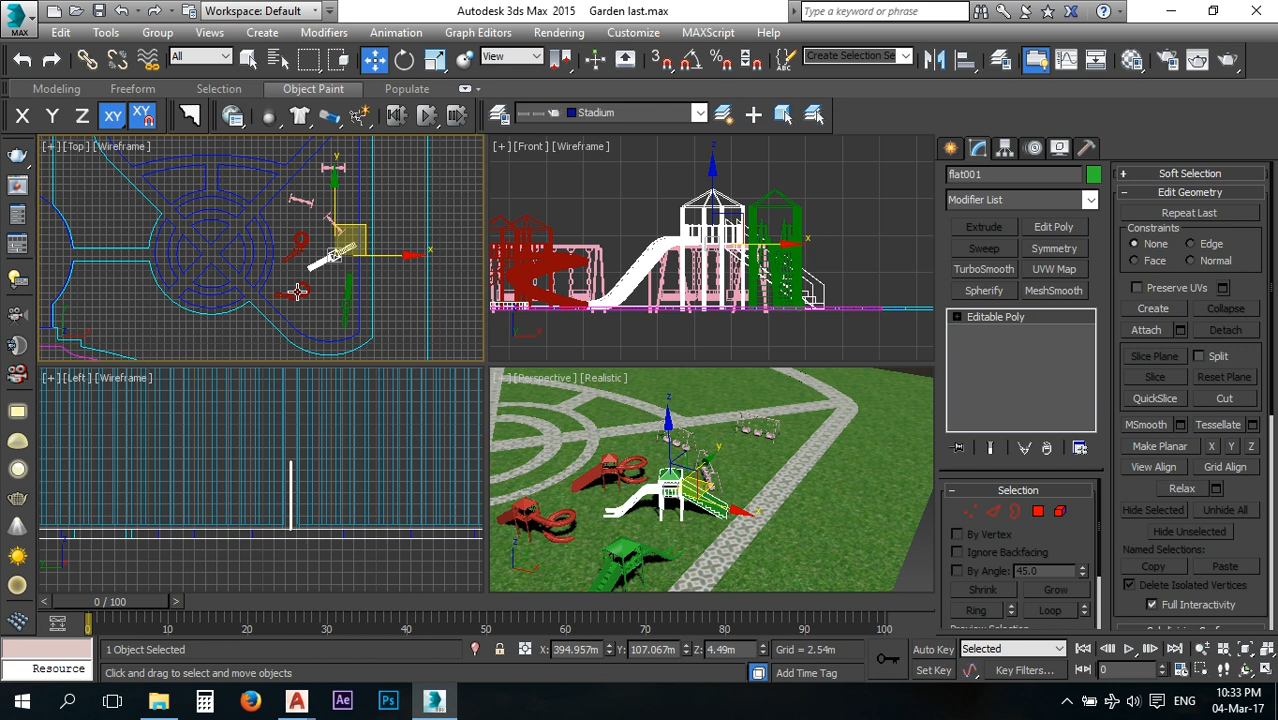 Workspace: Default
Autodesk 3ds Max 2015 Garden last.max
Type a keyword or phrase
MAX
Edit Tools Group Views Create Modifiers Animation Graph Editors Rendering Customize MAXScript Help
All View Create Selection Se
Modeling Freeform Selection Object Paint Populate
X Y Z XY XY Stadium
[+] [Top] [Wireframe]
[+] [Front] [Wireframe]
[+] [Left] [Wireframe]
[+] [Perspective] [Realistic]
flat001
Modifier List
Extrude Edit Poly
Sweep Symmetry
TurboSmooth UVW Map
Spherify MeshSmooth
Editable Poly
Selection
By Vertex
Ignore Backfacing
By Angle: 45.0
Shrink Grow
Ring Loop
Preview Selection
Soft Selection
Edit Geometry
Repeat Last
Constraints
None Edge
Face Normal
Preserve UVs
Create Collapse
Attach Detach
Slice Plane Split
Slice Reset Plane
QuickSlice Cut
MSmooth Tessellate
Make Planar X Y Z
View Align Grid Align
Relax
Hide Selected Unhide All
Hide Unselected
Named Selections:
Copy Paste
Delete Isolated Vertices
Full Interactivity
0 / 100
0 10 20 30 40 50 60 70 80 90 100
1 Object Selected
X: 394.957m Y: 107.067m Z: 4.49m Grid = 2.54m
Auto Key Selected
Resource
Click and drag to select and move objects
Add Time Tag
Set Key Key Filters... 0
ENG
10:33 PM
04-Mar-17